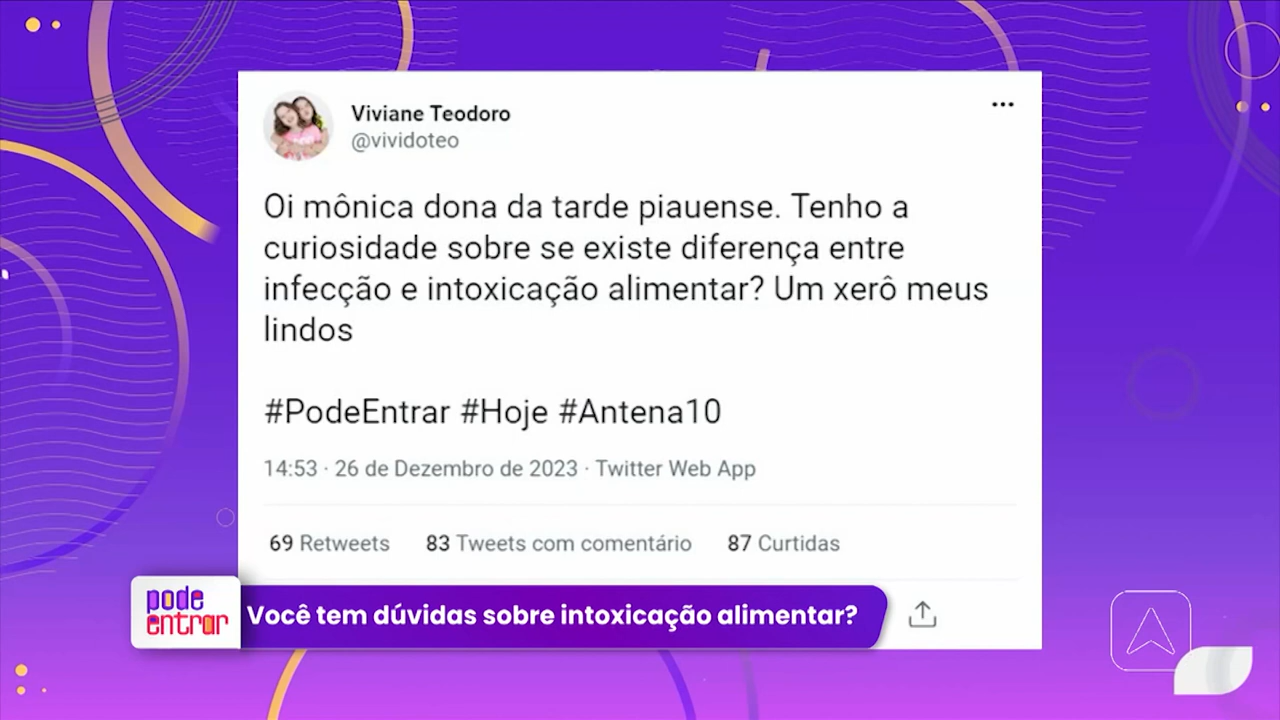 Viviane Teodoro
@vividoteo
Oi mônica dona da tarde piauense. Tenho a
curiosidade sobre se existe diferença entre
infecção e intoxicação alimentar? Um xerô meus
lindos
#PodeEntrar #Hoje #Antena10
14:53 · 26 de Dezembro de 2023 · Twitter Web App
69 Retweets 83 Tweets com comentário 87 Curtidas
pode
entrar
Você tem dúvidas sobre intoxicação alimentar?